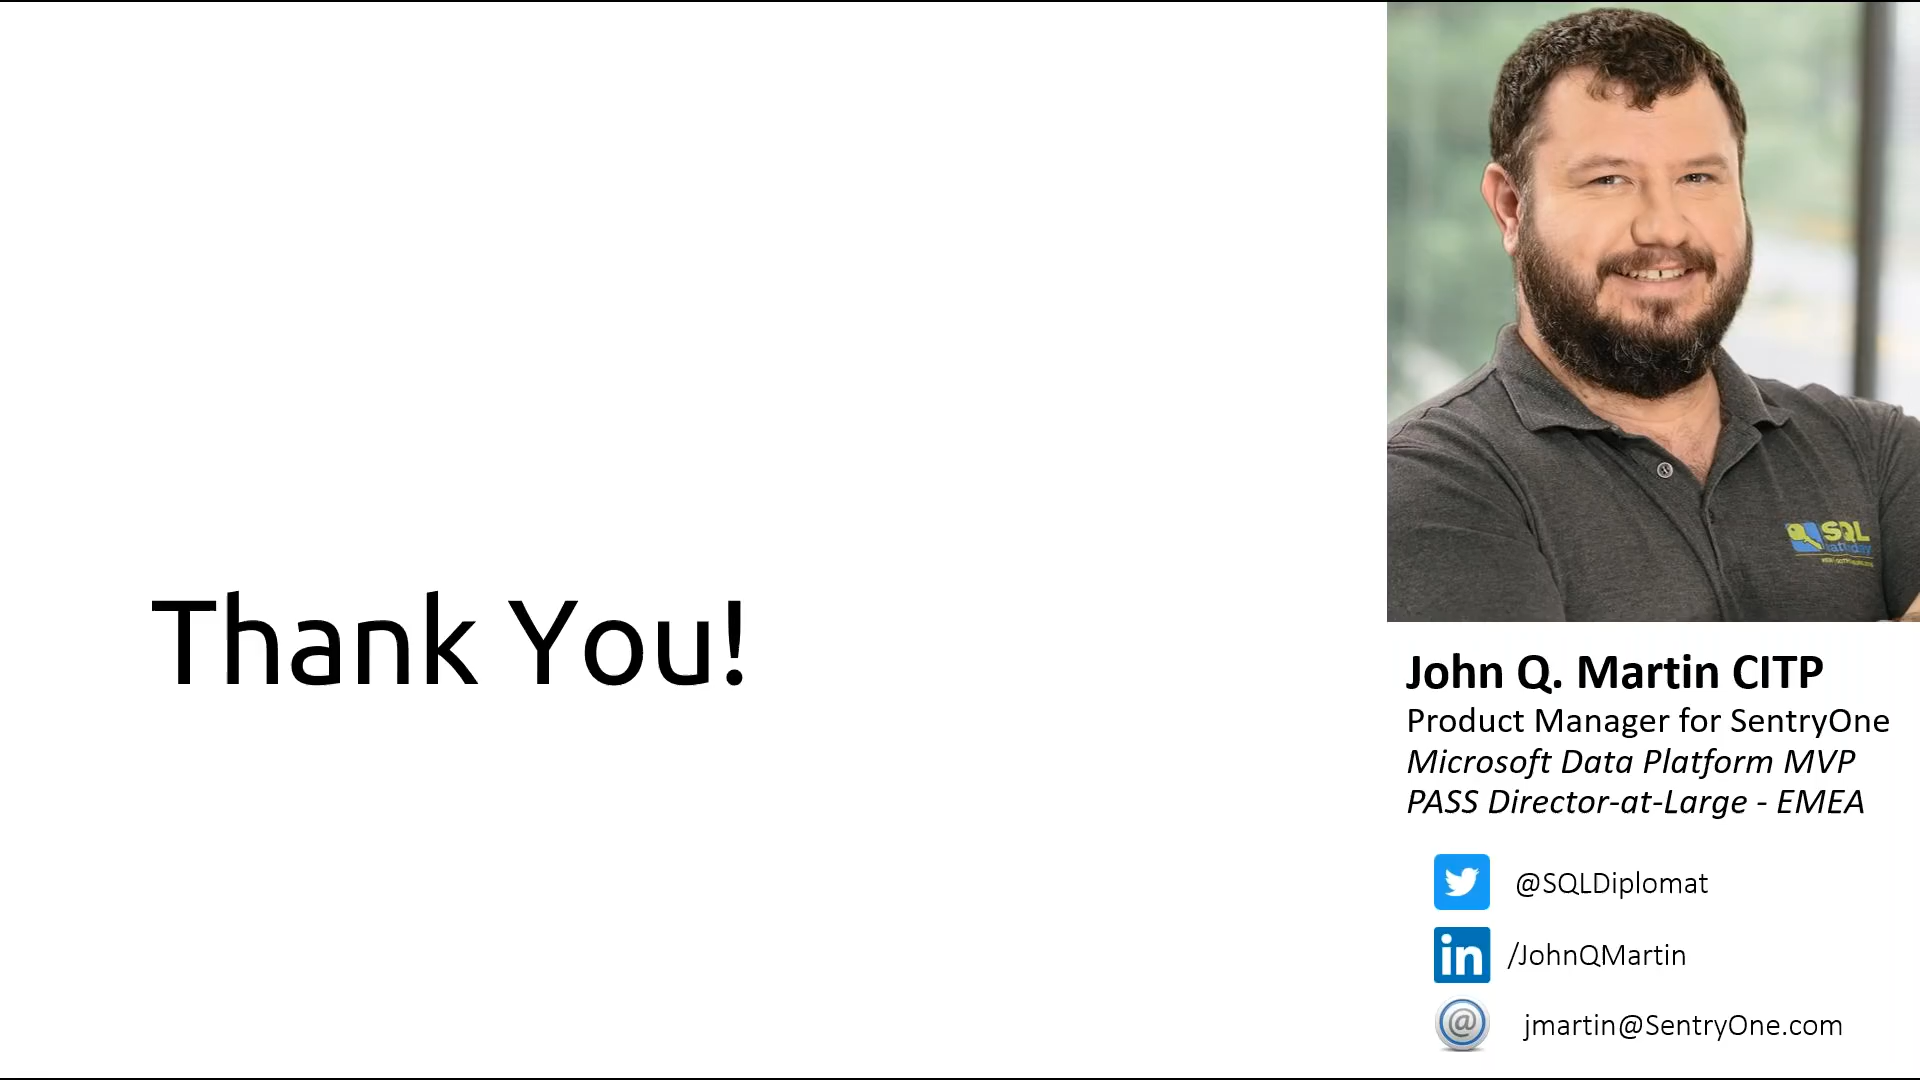 Thank You!
SQL
John Q. Martin CITP
Product Manager for SentryOne
Microsoft Data Platform MVP
PASS Director-at-Large - EMEA
@SQLDiplomat
in /JohnQMartin
@ jmartin@SentryOne.com